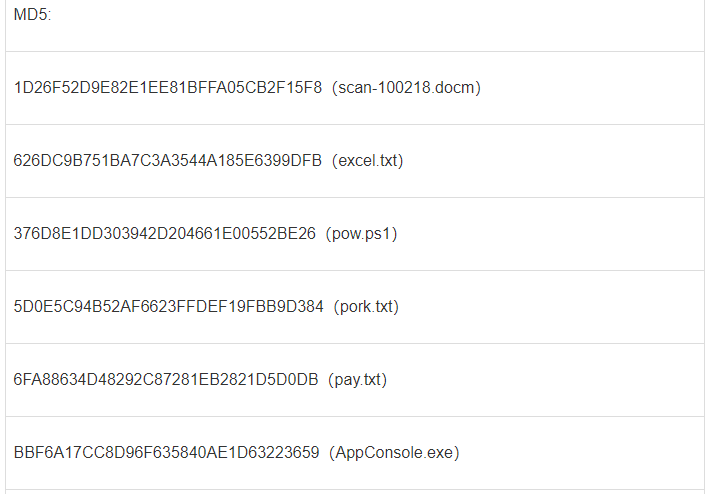 MD5:
1D26F52D9E82E1EE81BFFA05CB2F15F8（scan-100218.docm）
626DC9B751BA7C3A3544A185E6399DFB（excel.txt）
376D8E1DD303942D204661E00552BE26（pow.ps1）
5D0E5C94B52AF6623FFDEF19FBB9D384（pork.txt）
6FA88634D48292C87281EB2821D5D0DB（pay.txt）
BBF6A17CC8D96F635840AE1D63223659（AppConsole.exe）